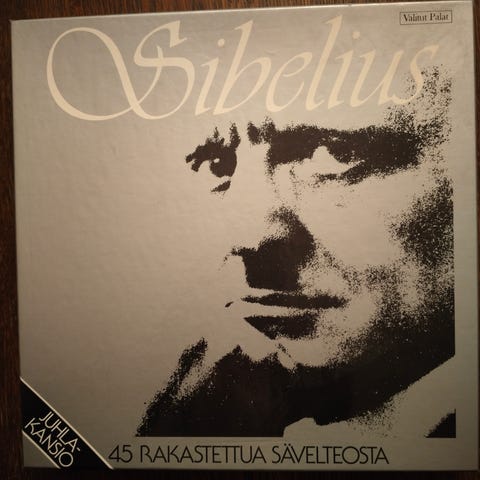 Valitut Palat
Sibelius
JUHLA-
KANSIO
45 RAKASTETTUA SÄVELTEOSTA